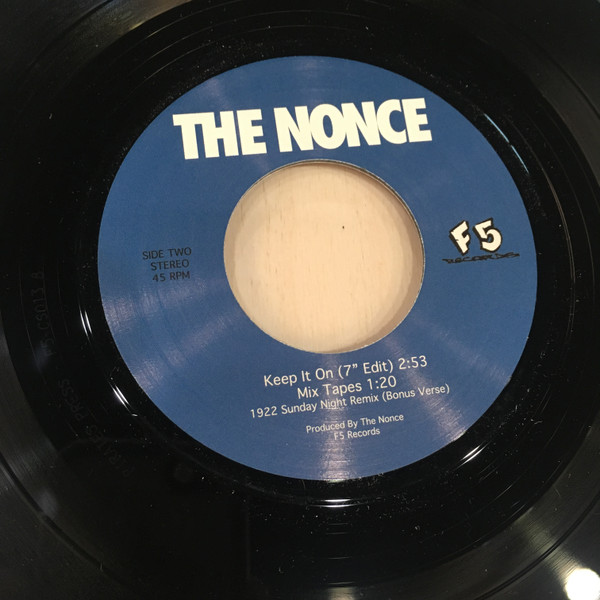 THE NONCE
F5
RECORDS
SIDE TWO
STEREO
45 RPM
Keep It On (7” Edit) 2:53
Mix Tapes 1:20
1922 Sunday Night Remix (Bonus Verse)
Produced By The Nonce
F5 Records